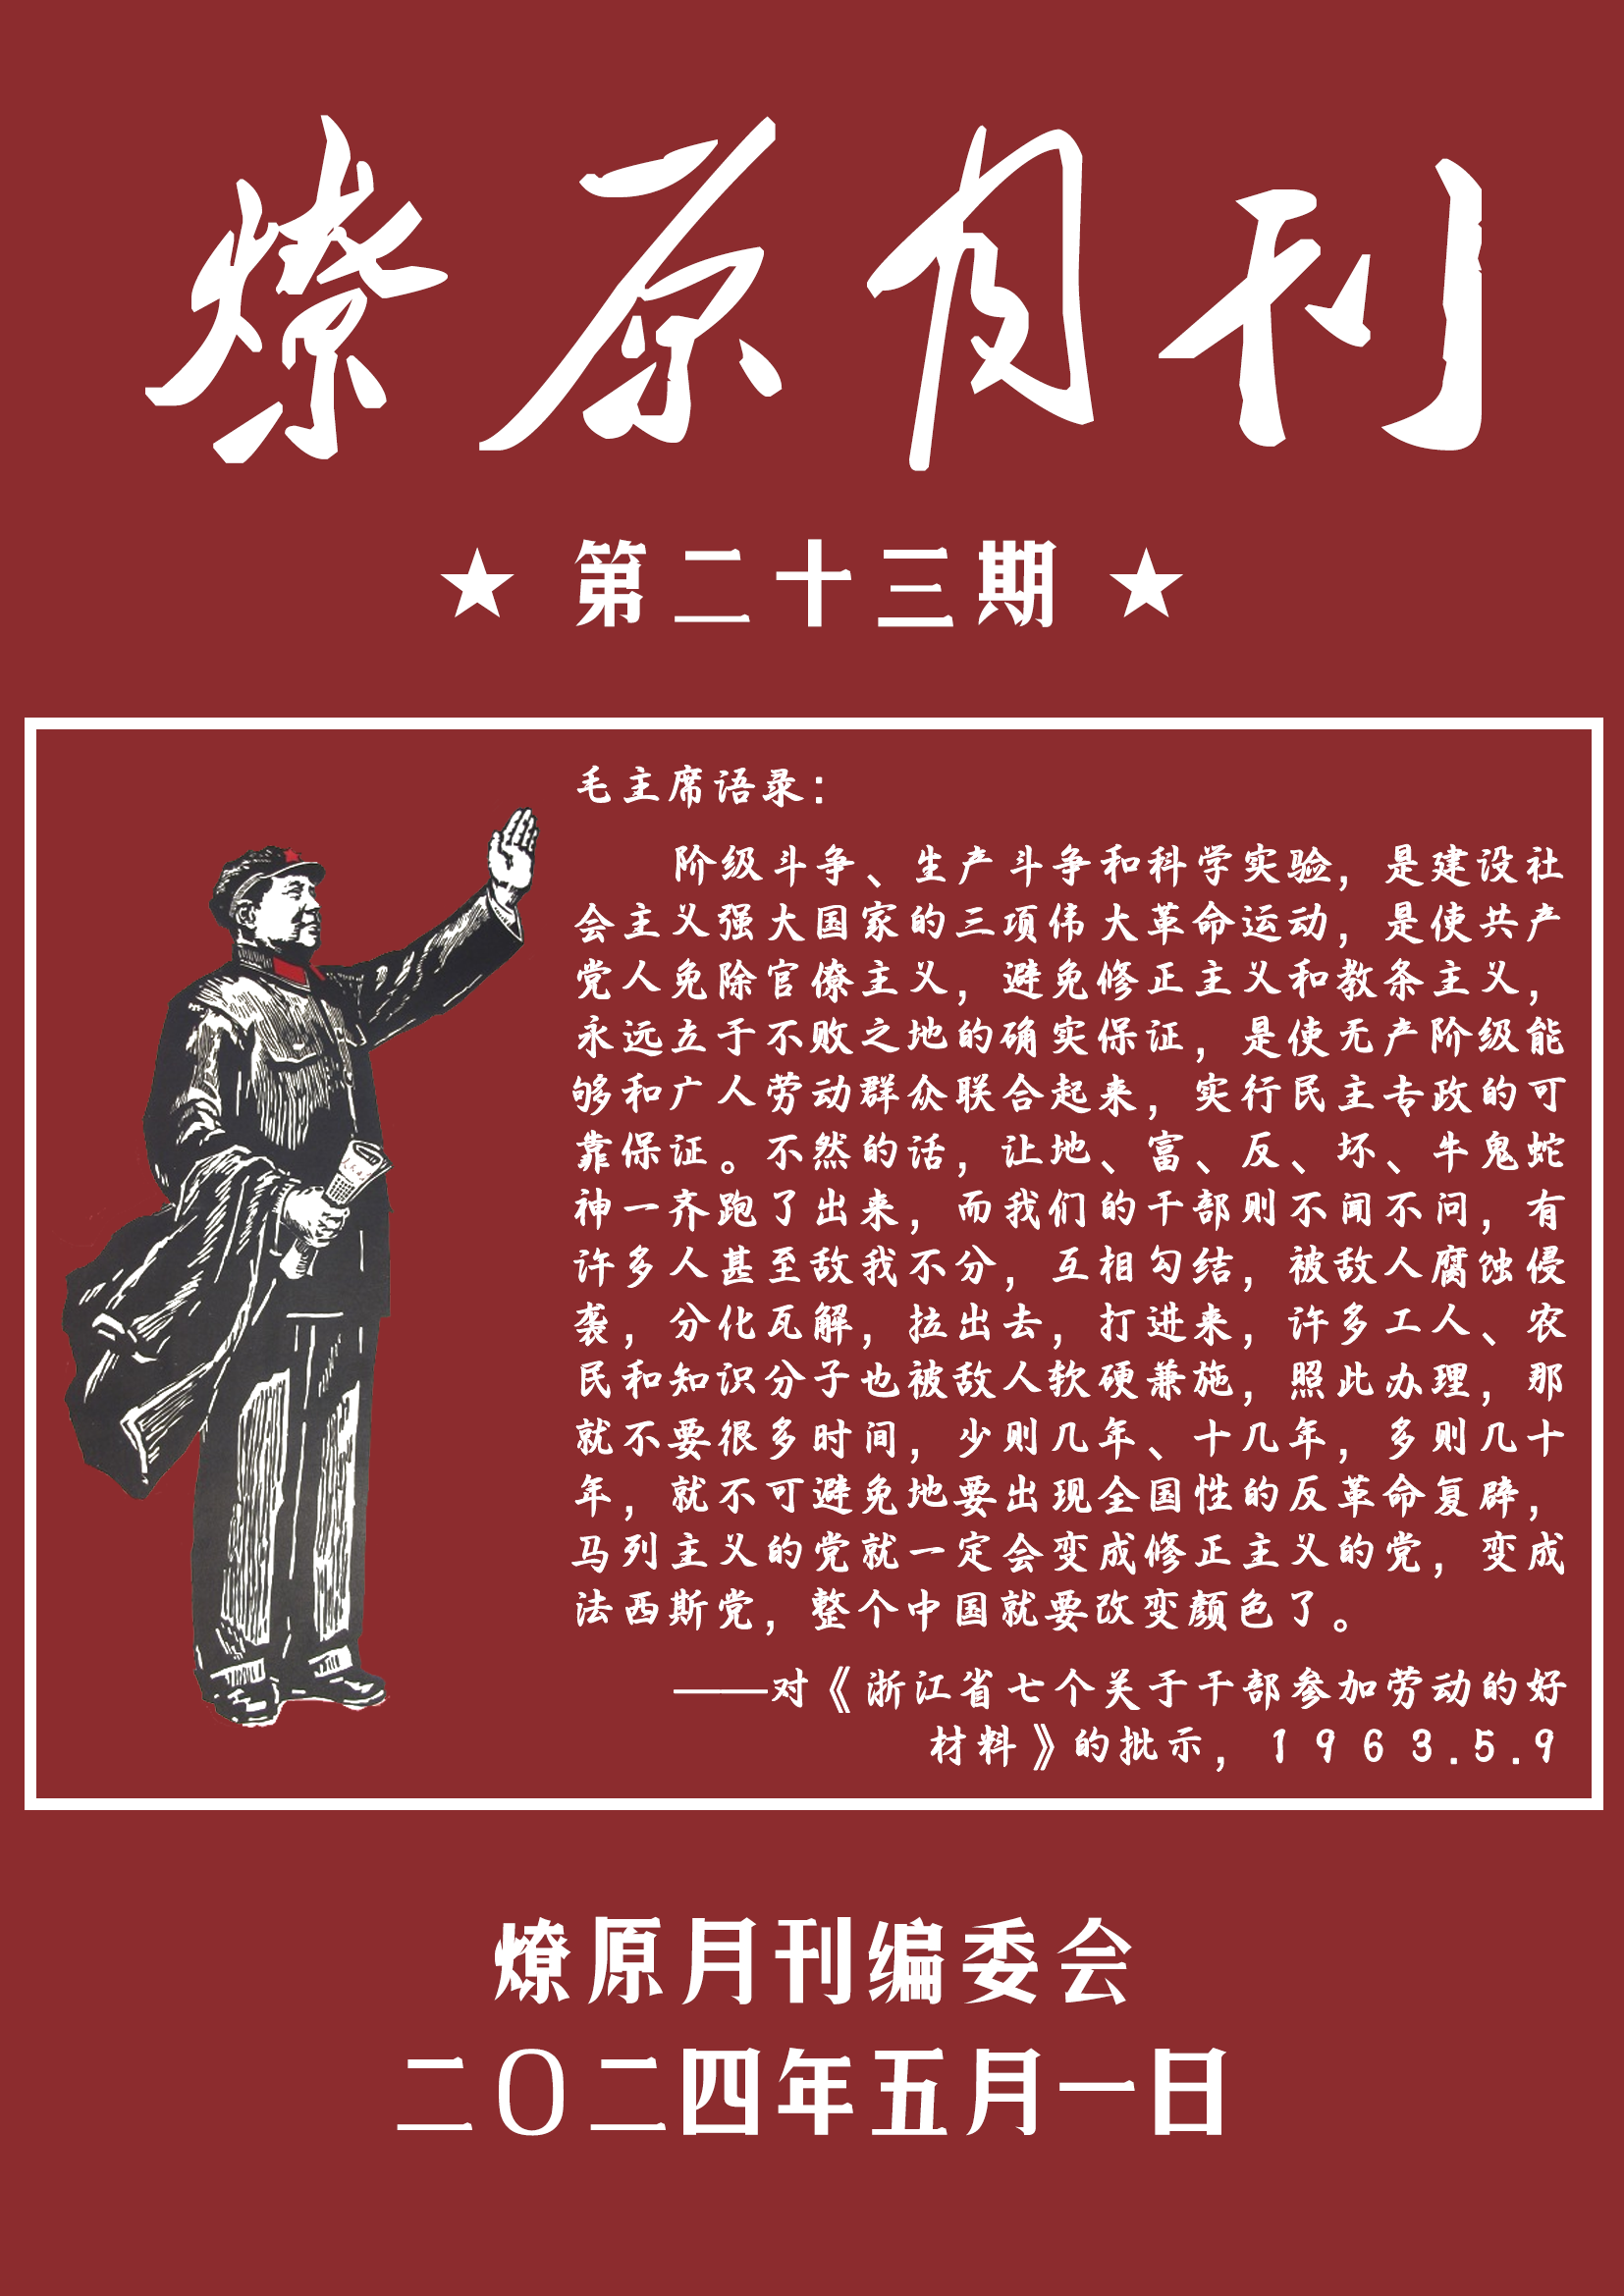 燎原月刊
★ 第二十三期 ★
毛主席语录：
阶级斗争、生产斗争和科学实验，是建设社
会主义强大国家的三项伟大革命运动，是使共产
党人免除官僚主义，避免修正主义和教条主义，
永远立于不败之地的确实保证，是使无产阶级能
够和广人劳动群众联合起来，实行民主专政的可
靠保证。不然的话，让地、富、反、坏、牛鬼蛇
神一齐跑了出来，而我们的干部则不闻不问，有
许多人甚至敌我不分，互相勾结，被敌人腐蚀侵
袭，分化瓦解，拉出去，打进来，许多工人、农
民和知识分子也被敌人软硬兼施，照此办理，那
就不要很多时间，少则几年、十几年，多则几十
年，就不可避免地要出现全国性的反革命复辟，
马列主义的党就一定会变成修正主义的党，变成
法西斯党，整个中国就要改变颜色了。
——对《浙江省七个关于干部参加劳动的好
材料》的批示，1963.5.9
燎原月刊编委会
二〇二四年五月一日